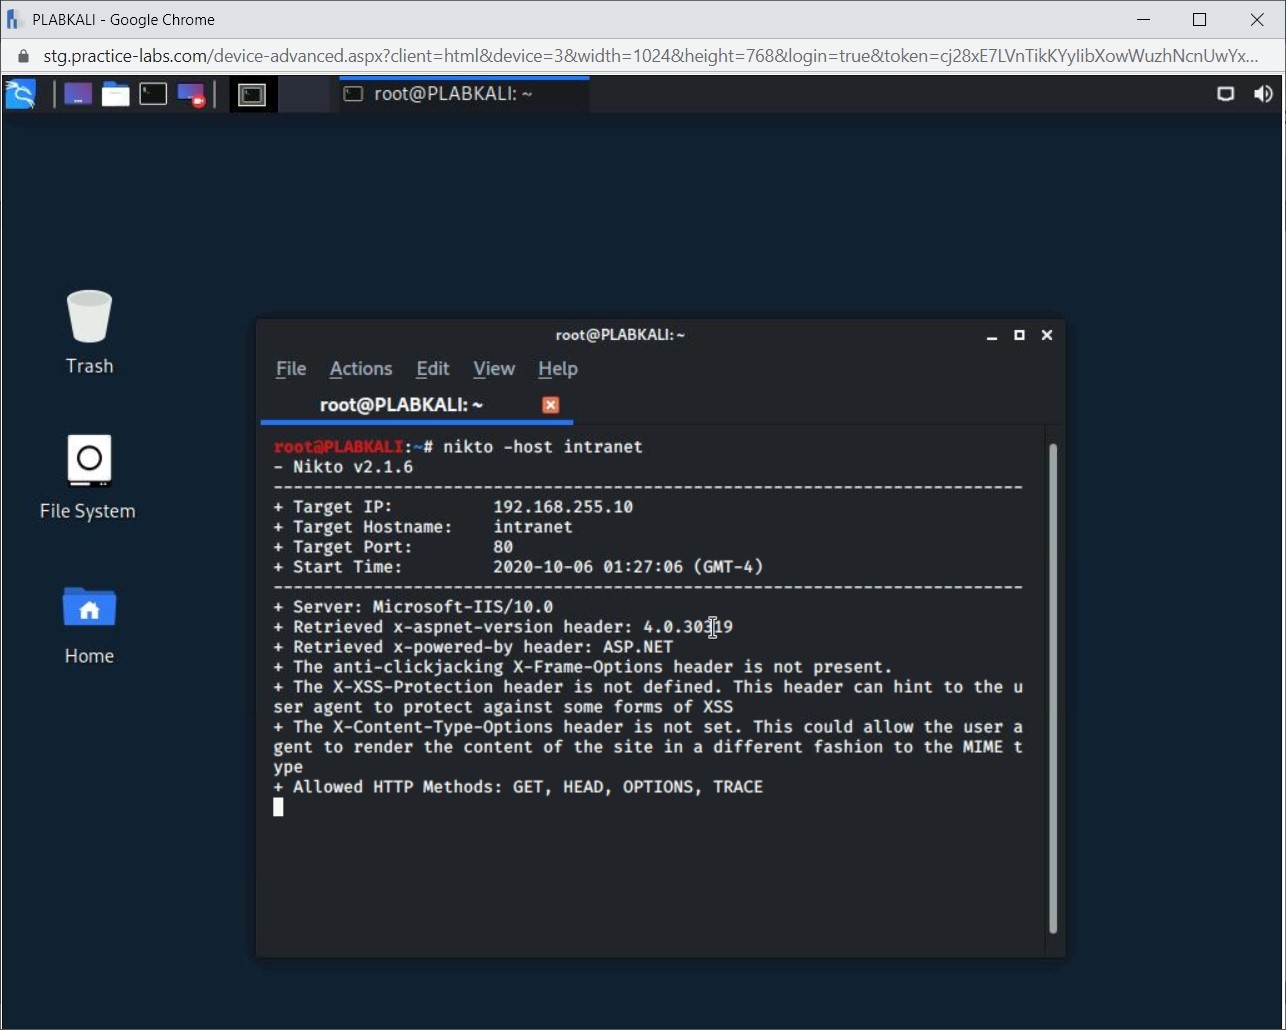 PLABKALI - Google Chrome
stg.practice-labs.com/device-advanced.aspx?client=html&device=3&width=1024&height=768&login=true&token=cj28xE7LVnTikKYylibXowWuzhNcnUwYx...
root@PLABKALI: ~
Trash
File System
Home
root@PLABKALI: ~
File Actions Edit View Help
root@PLABKALI: ~
root@PLABKALI:~# nikto -host intranet
- Nikto v2.1.6
---------------------------------------------------------------------------
+ Target IP: 192.168.255.10
+ Target Hostname: intranet
+ Target Port: 80
+ Start Time: 2020-10-06 01:27:06 (GMT-4)
---------------------------------------------------------------------------
+ Server: Microsoft-IIS/10.0
+ Retrieved x-aspnet-version header: 4.0.30319
+ Retrieved x-powered-by header: ASP.NET
+ The anti-clickjacking X-Frame-Options header is not present.
+ The X-XSS-Protection header is not defined. This header can hint to the u
ser agent to protect against some forms of XSS
+ The X-Content-Type-Options header is not set. This could allow the user a
gent to render the content of the site in a different fashion to the MIME t
ype
+ Allowed HTTP Methods: GET, HEAD, OPTIONS, TRACE